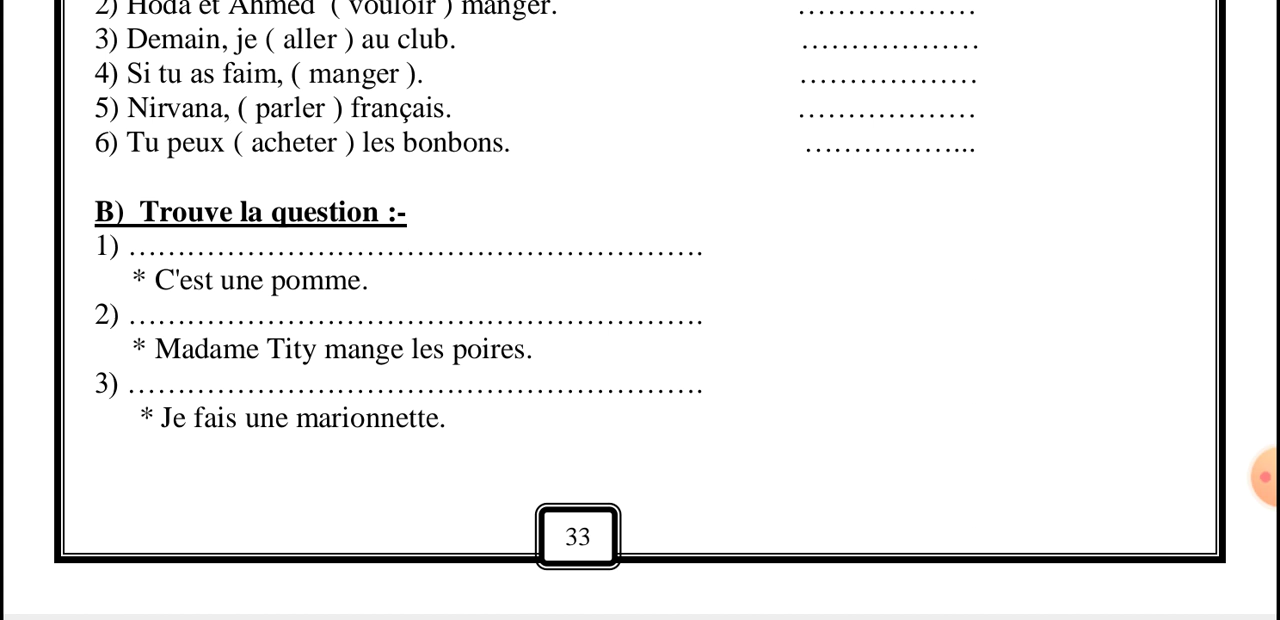 2) Hoda et Ahmed ( vouloir ) manger. ………………
3) Demain, je ( aller ) au club. ………………
4) Si tu as faim, ( manger ). ………………
5) Nirvana, ( parler ) français. ………………
6) Tu peux ( acheter ) les bonbons. ……………...
B) Trouve la question :-
1) ………………………………………………….
* C'est une pomme.
2) ………………………………………………….
* Madame Tity mange les poires.
3) ………………………………………………….
* Je fais une marionnette.
33